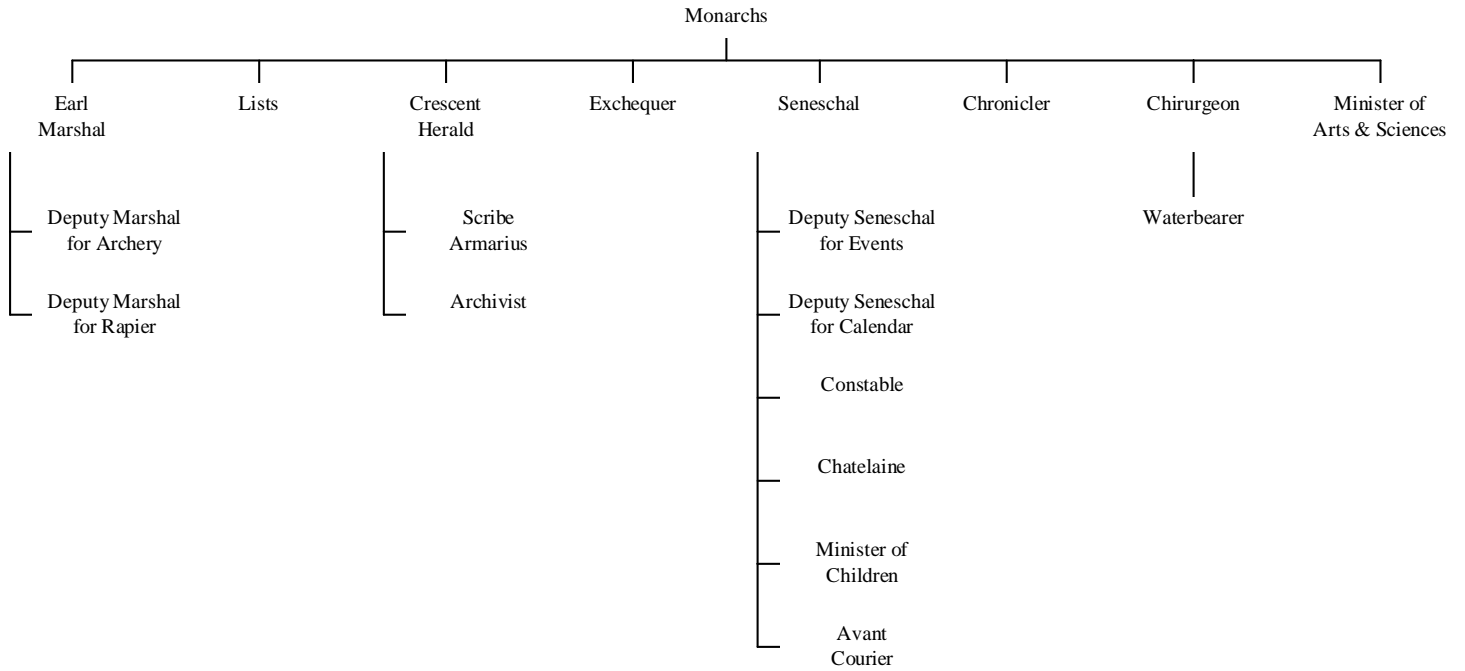 Monarchs
Earl
Marshal
Lists
Crescent
Herald
Exchequer
Seneschal
Chronicler
Chirurgeon
Minister of
Arts & Sciences
Deputy Marshal
for Archery
Deputy Marshal
for Rapier
Scribe
Armarius
Archivist
Deputy Seneschal
for Events
Deputy Seneschal
for Calendar
Constable
Chatelaine
Minister of
Children
Avant
Courier
Waterbearer